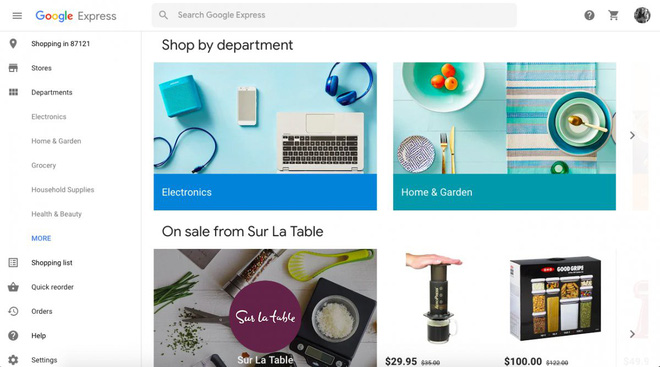 Google Express
Search Google Express
Shopping in 87121
Stores
Departments
Electronics
Home & Garden
Grocery
Household Supplies
Health & Beauty
MORE
Shopping list
Quick reorder
Orders
Help
Settings
Shop by department
Electronics
Home & Garden
On sale from Sur La Table
Sur la table
Sur La Table
OXO
GOOD GRIPS
$29.95 $35.00
$100.00 $122.00